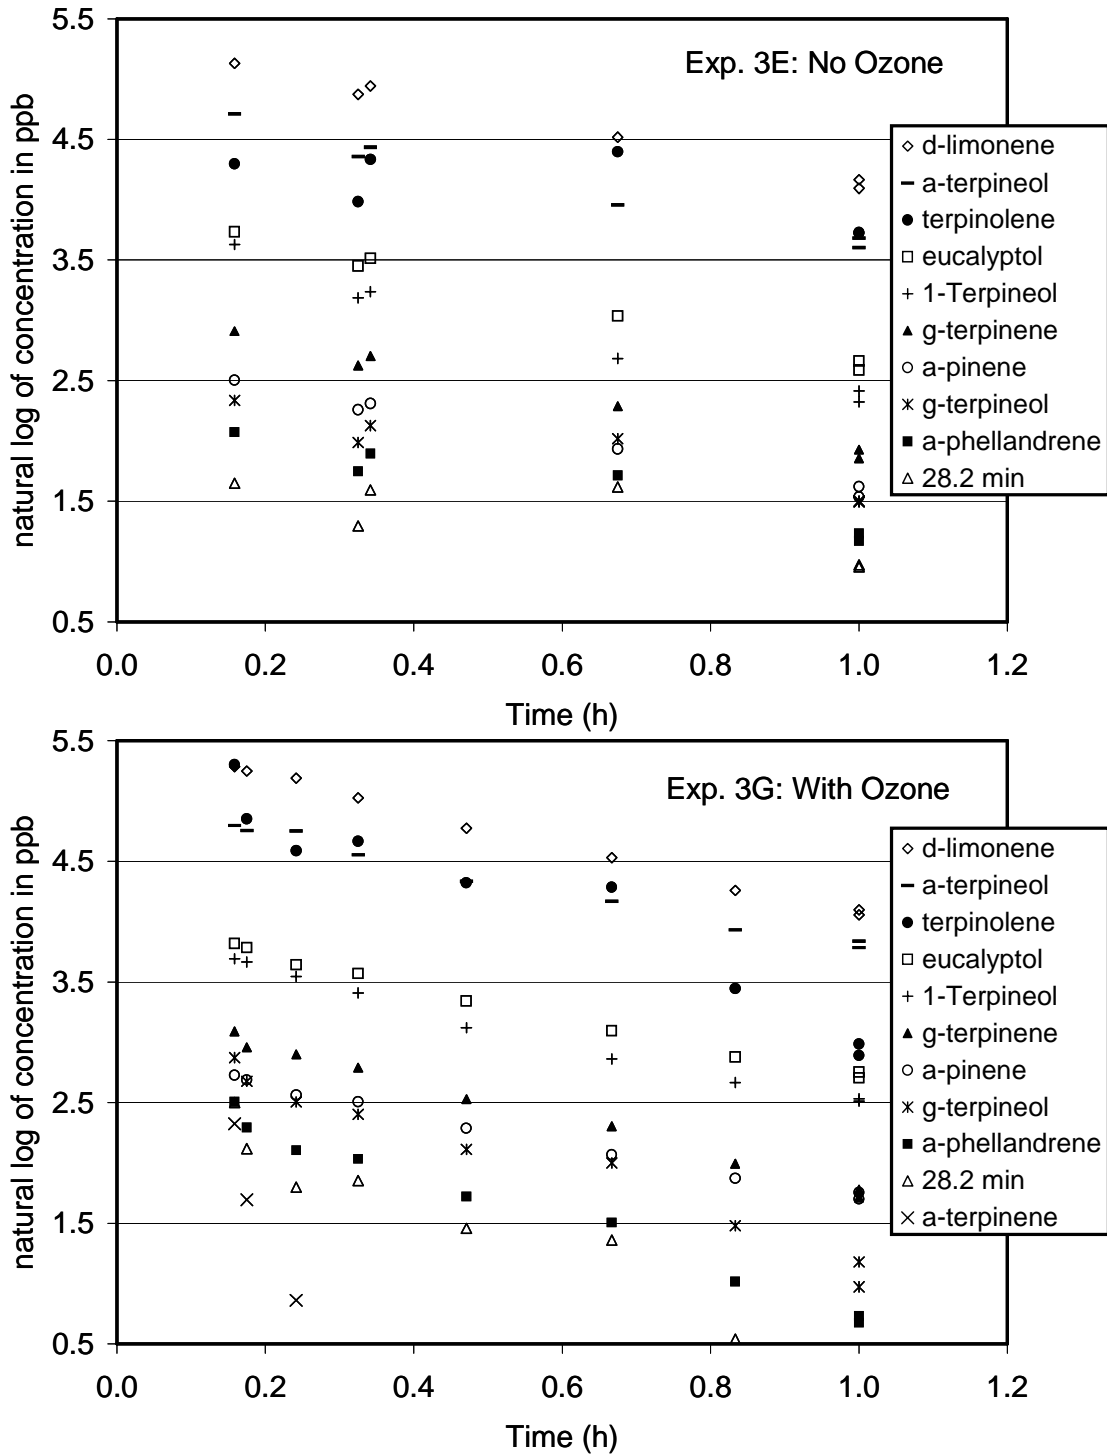 5.5
Exp. 3E: No Ozone
4.5
3.5
2.5
1.5
0.5
natural log of concentration in ppb
d-limonene
a-terpineol
terpinolene
eucalyptol
1-Terpineol
g-terpinene
a-pinene
g-terpineol
a-phellandrene
28.2 min
0.0 0.2 0.4 0.6 0.8 1.0 1.2
Time (h)
5.5
Exp. 3G: With Ozone
4.5
3.5
2.5
1.5
0.5
natural log of concentration in ppb
d-limonene
a-terpineol
terpinolene
eucalyptol
1-Terpineol
g-terpinene
a-pinene
g-terpineol
a-phellandrene
28.2 min
a-terpinene
0.0 0.2 0.4 0.6 0.8 1.0 1.2
Time (h)